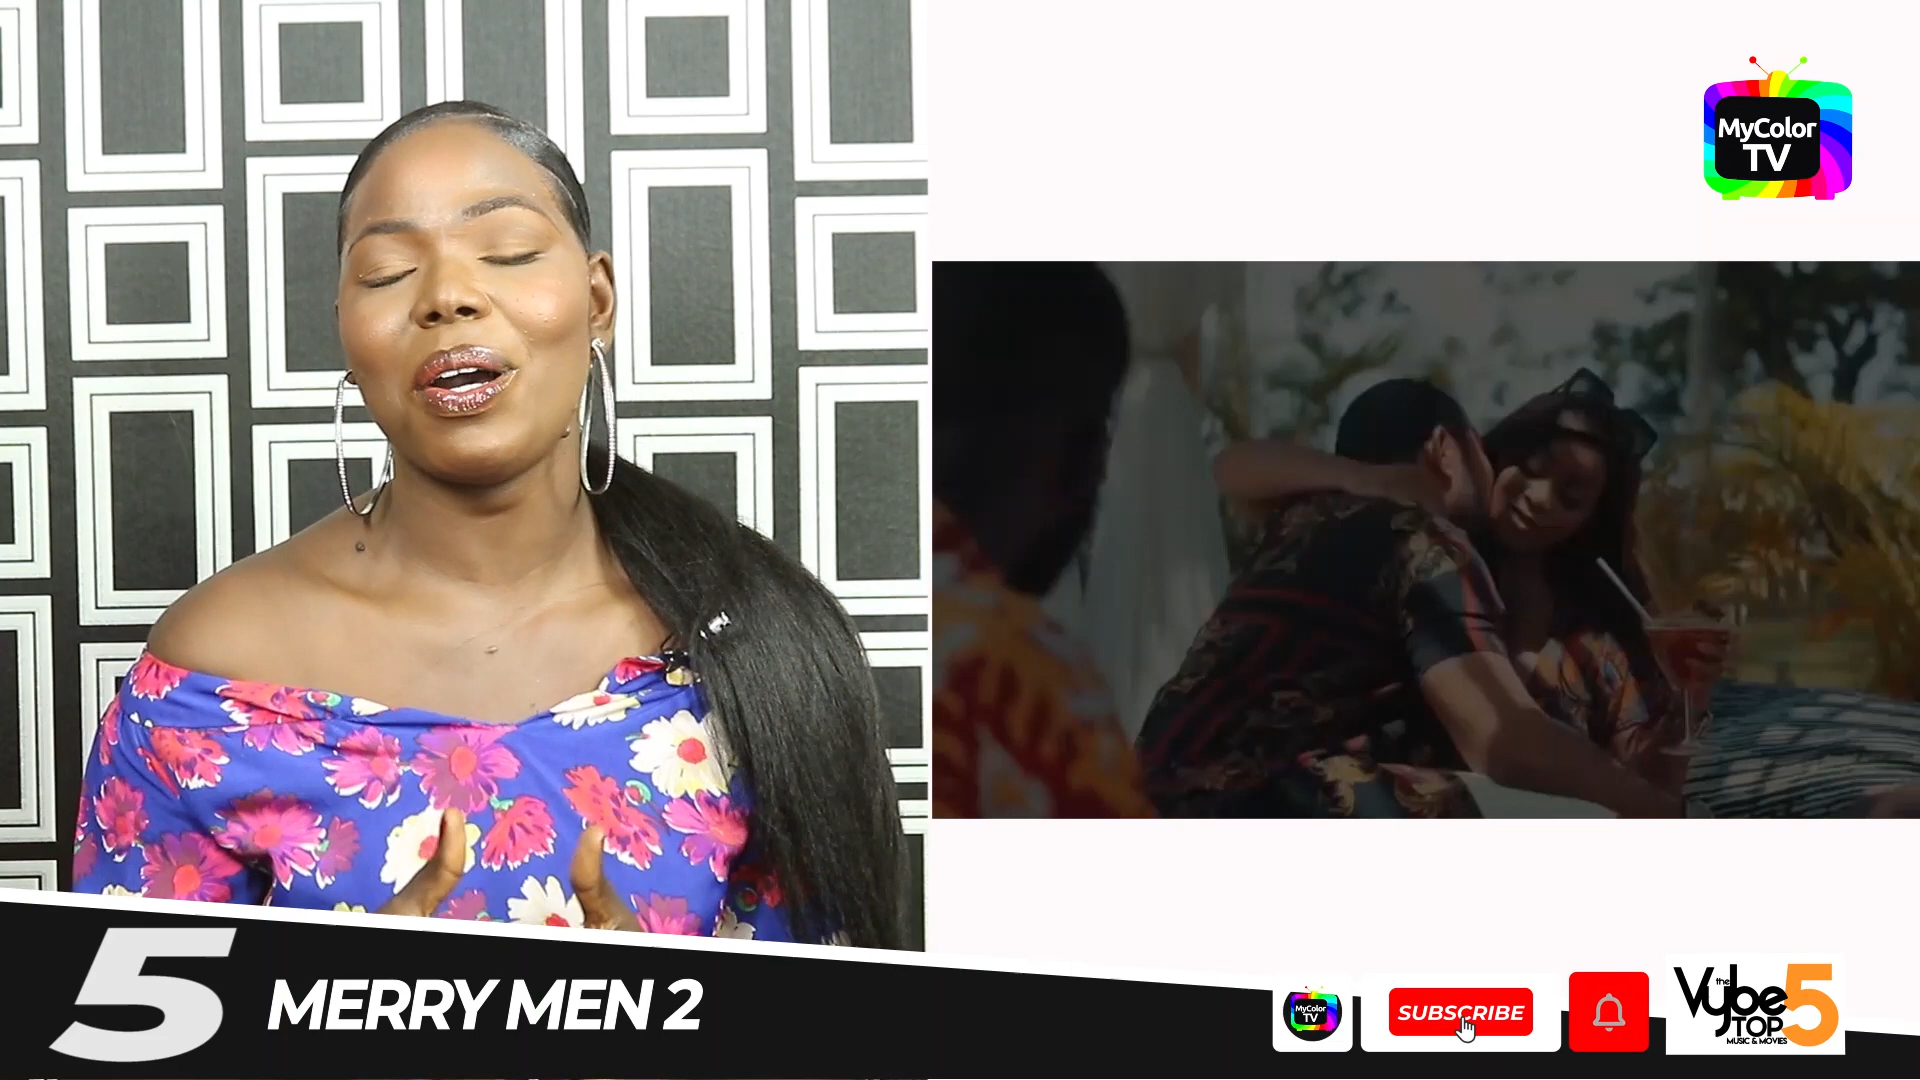 MyColor
TV
5
MERRY MEN 2
MyColor
TV
SUBSCRIBE
the
Vybe
TOP
5
MUSIC & MOVIES